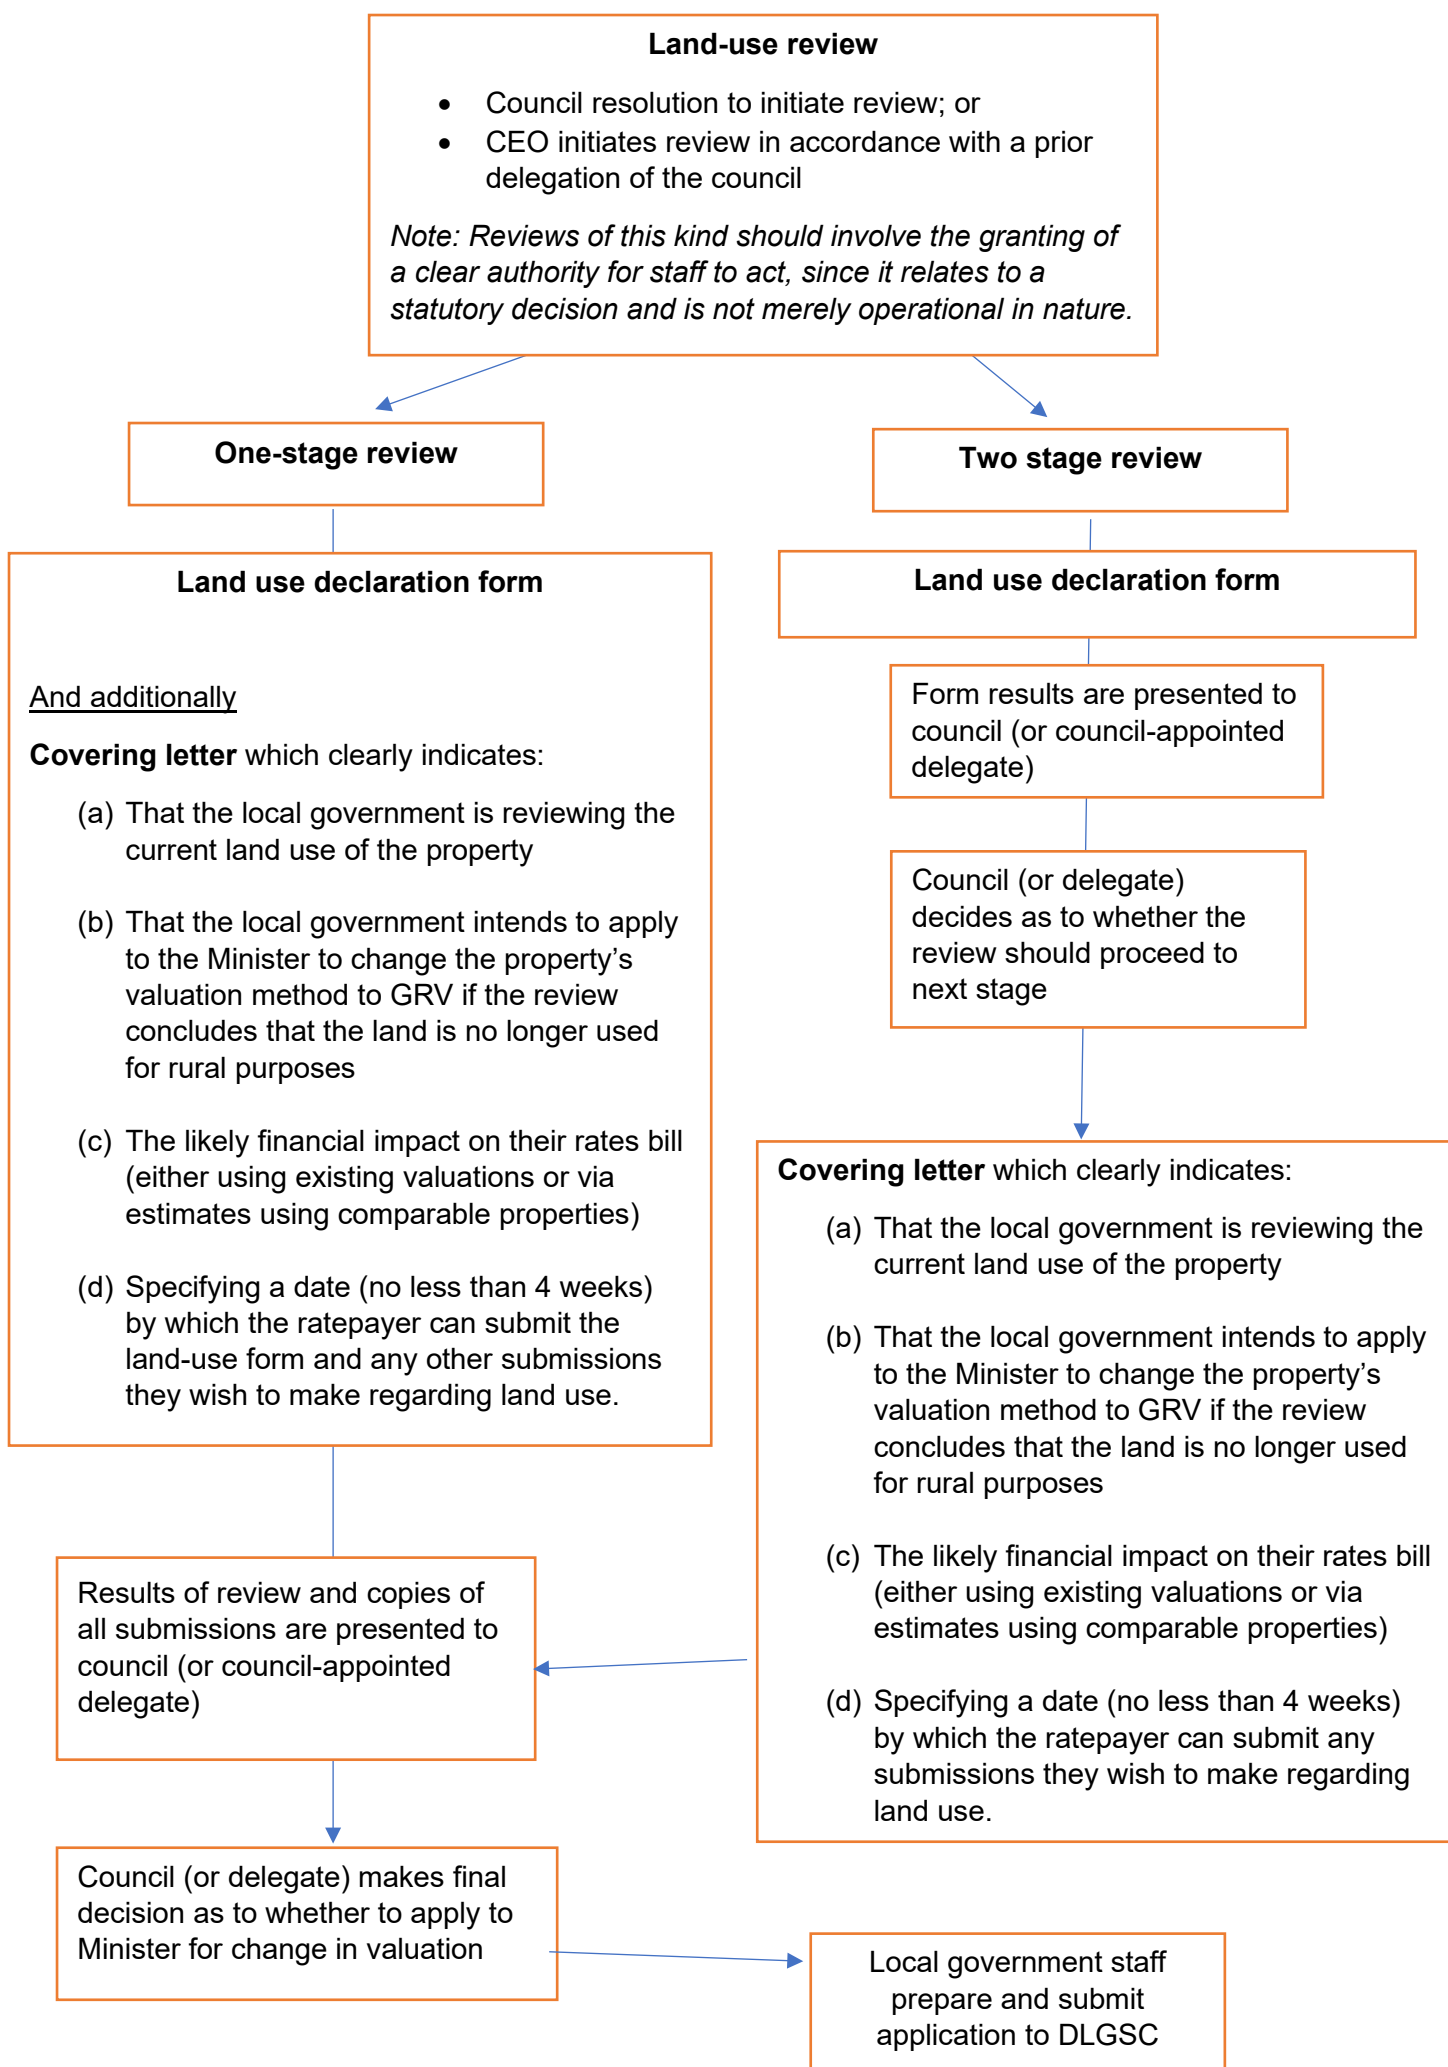 Land-use review
• Council resolution to initiate review; or
• CEO initiates review in accordance with a prior
delegation of the council
Note: Reviews of this kind should involve the granting of
a clear authority for staff to act, since it relates to a
statutory decision and is not merely operational in nature.
One-stage review
Two stage review
Land use declaration form
And additionally
Covering letter which clearly indicates:
(a) That the local government is reviewing the
current land use of the property
(b) That the local government intends to apply
to the Minister to change the property’s
valuation method to GRV if the review
concludes that the land is no longer used
for rural purposes
(c) The likely financial impact on their rates bill
(either using existing valuations or via
estimates using comparable properties)
(d) Specifying a date (no less than 4 weeks)
by which the ratepayer can submit the
land-use form and any other submissions
they wish to make regarding land use.
Land use declaration form
Form results are presented to
council (or council-appointed
delegate)
Council (or delegate)
decides as to whether the
review should proceed to
next stage
Covering letter which clearly indicates:
(a) That the local government is reviewing the
current land use of the property
(b) That the local government intends to apply
to the Minister to change the property’s
valuation method to GRV if the review
concludes that the land is no longer used
for rural purposes
(c) The likely financial impact on their rates bill
(either using existing valuations or via
estimates using comparable properties)
(d) Specifying a date (no less than 4 weeks)
by which the ratepayer can submit any
submissions they wish to make regarding
land use.
Results of review and copies of
all submissions are presented to
council (or council-appointed
delegate)
Council (or delegate) makes final
decision as to whether to apply to
Minister for change in valuation
Local government staff
prepare and submit
application to DLGSC